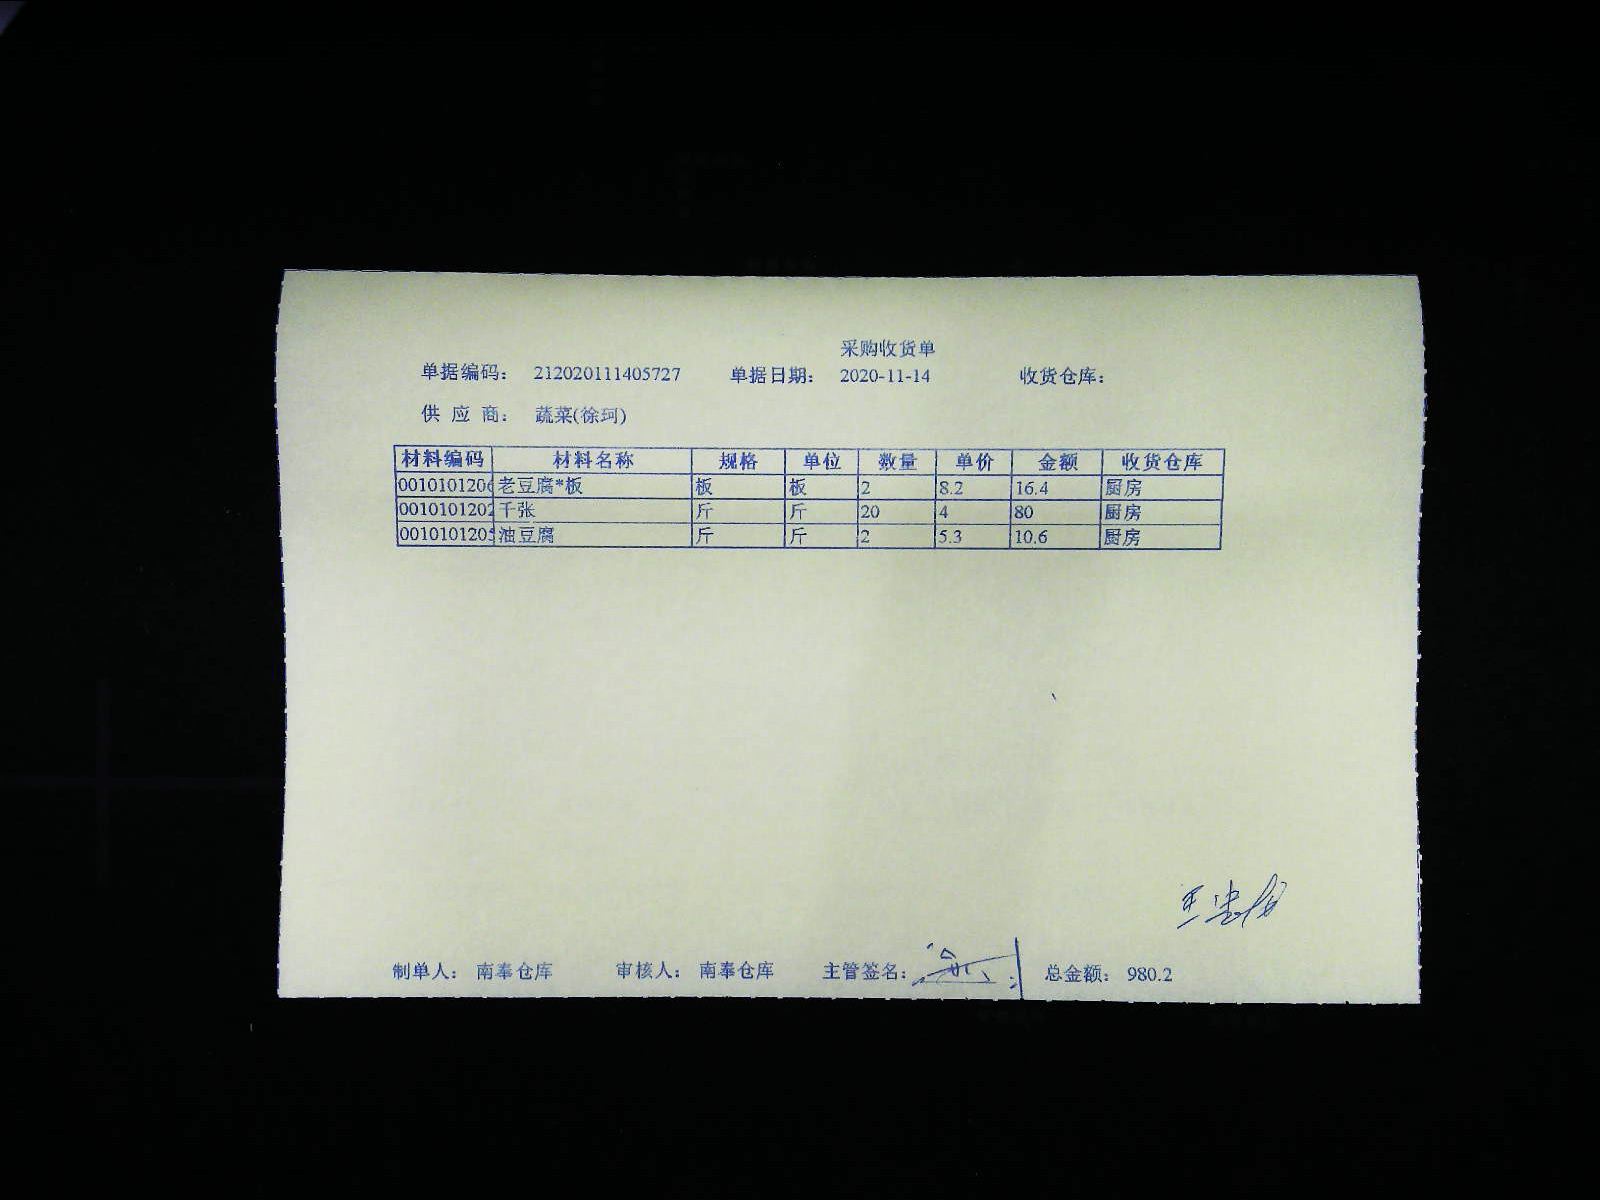 采购收货单
单据编码： 212020111405727 单据日期： 2020-11-14 收货仓库：
供 应 商： 蔬菜(徐珂)
材料编码 材料名称 规格 单位 数量 单价 金额 收货仓库
0010101206 老豆腐*板 板 板 2 8.2 16.4 厨房
0010101202 千张 斤 斤 20 4 80 厨房
0010101205 油豆腐 斤 斤 2 5.3 10.6 厨房
制单人： 南奉仓库 审核人： 南奉仓库 主管签名： 总金额： 980.2